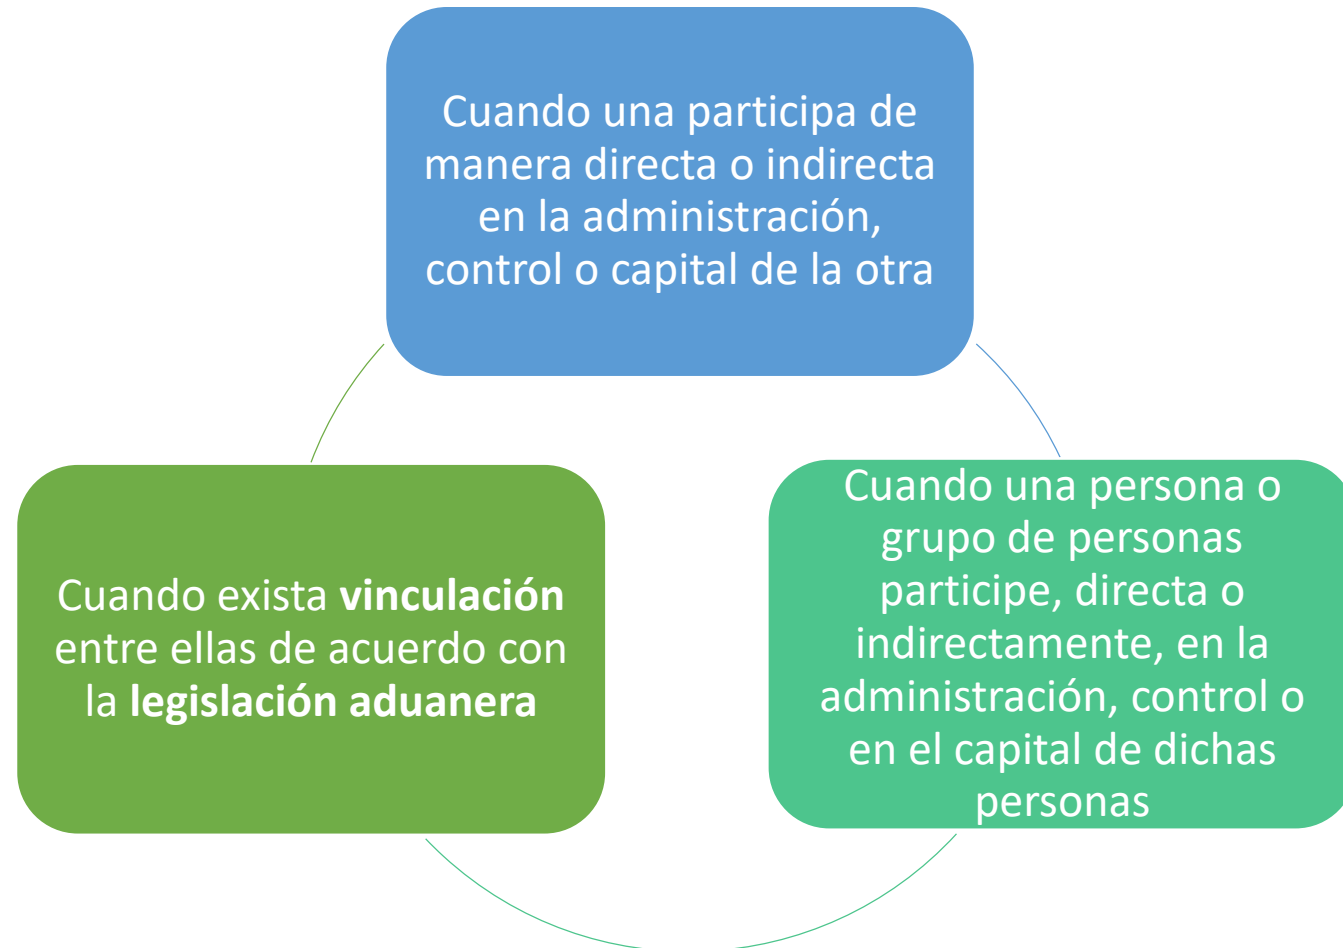 Cuando una participa de
manera directa o indirecta
en la administración,
control o capital de la otra
Cuando una persona o
grupo de personas
participe, directa o
indirectamente, en la
administración, control o
en el capital de dichas
personas
Cuando exista vinculación
entre ellas de acuerdo con
la legislación aduanera